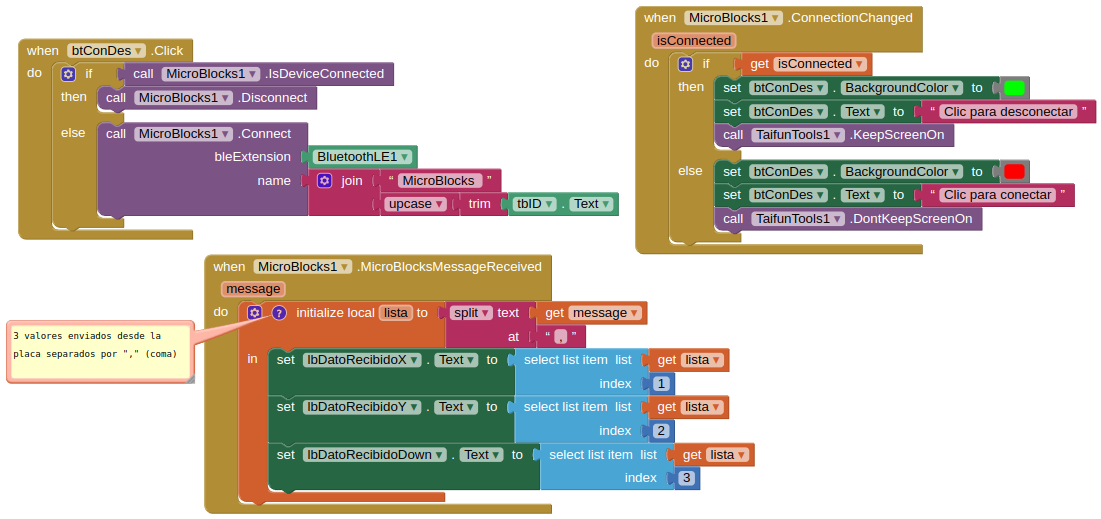 when btConDes .Click
do if call MicroBlocks1 .IsDeviceConnected
then call MicroBlocks1 .Disconnect
else call MicroBlocks1 .Connect
bleExtension BluetoothLE1
name join “ MicroBlocks ”
upcase trim tbID . Text
when MicroBlocks1 .ConnectionChanged
isConnected
do if get isConnected
then set btConDes . BackgroundColor to
set btConDes . Text to “ Clic para desconectar ”
call TaifunTools1 .KeepScreenOn
else set btConDes . BackgroundColor to
set btConDes . Text to “ Clic para conectar ”
call TaifunTools1 .DontKeepScreenOn
when MicroBlocks1 .MicroBlocksMessageReceived
message
do ? initialize local lista to split text get message
at “ , ”
3 valores enviados desde la
placa separados por "," (coma)
in set lbDatoRecibidoX . Text to select list item list get lista
index 1
set lbDatoRecibidoY . Text to select list item list get lista
index 2
set lbDatoRecibidoDown . Text to select list item list get lista
index 3